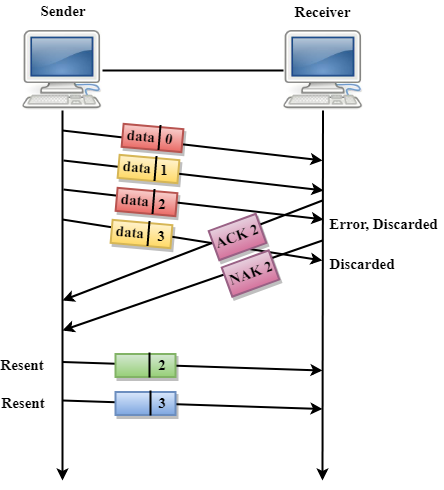 Sender
Receiver
data 0
data 1
data 2
data 3
ACK 2
Error, Discarded
NAK 2
Discarded
Resent 2
Resent 3